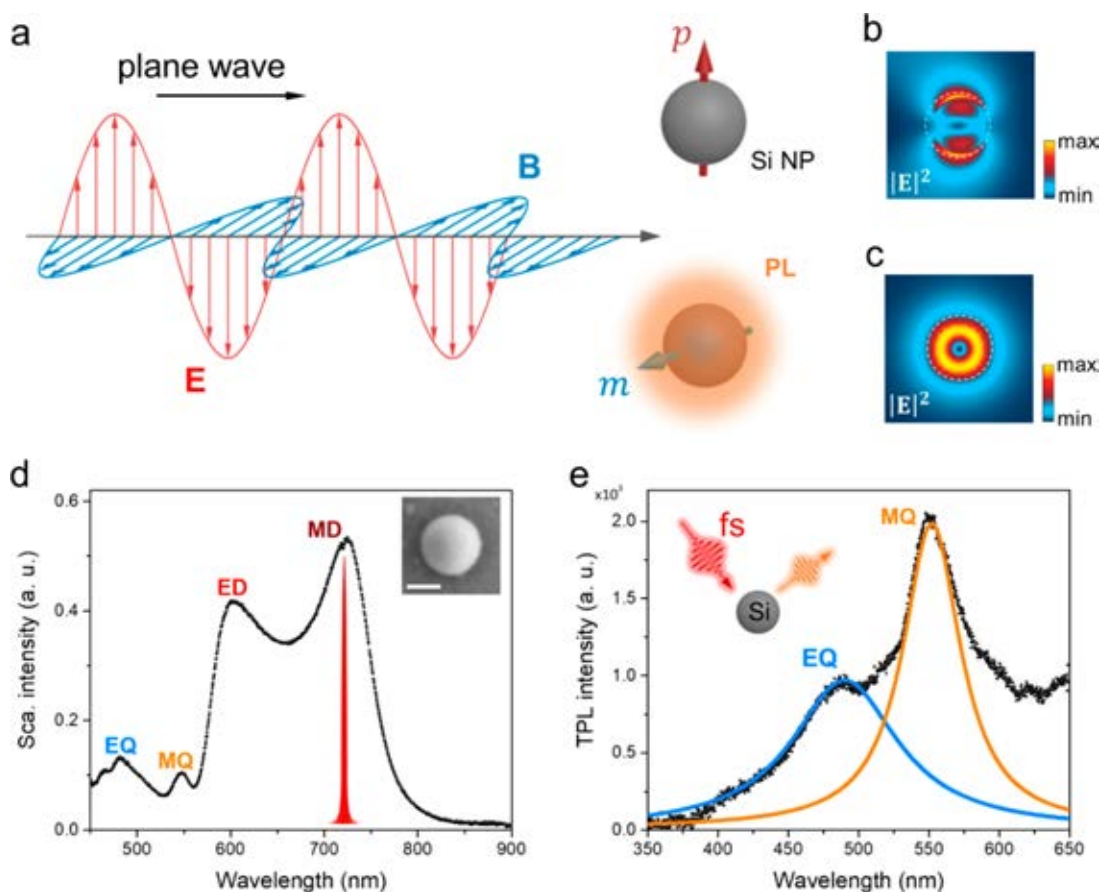 a
plane wave
B
E
p
Si NP
PL
m
b
|E|²
max
min
c
|E|²
max
min
d
Sca. intensity (a. u.)
0.6
0.4
0.2
0.0
EQ
MQ
ED
MD
500
600
700
800
900
Wavelength (nm)
e
×10³
TPL intensity (a. u.)
2.0
1.5
1.0
0.5
0.0
fs
Si
EQ
MQ
350
400
450
500
550
600
650
Wavelength (nm)